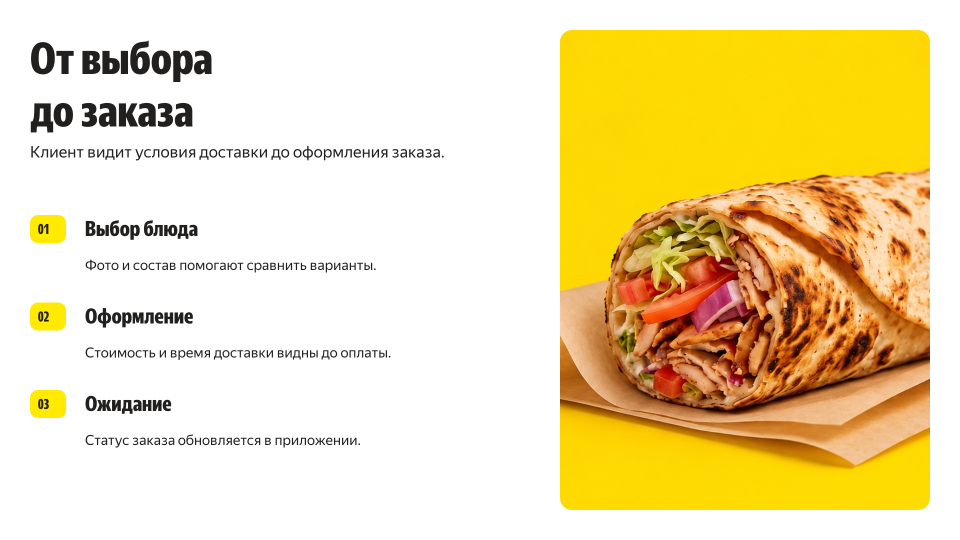 От выбора
до заказа
Клиент видит условия доставки до оформления заказа.
01
Выбор блюда
Фото и состав помогают сравнить варианты.
02
Оформление
Стоимость и время доставки видны до оплаты.
03
Ожидание
Статус заказа обновляется в приложении.